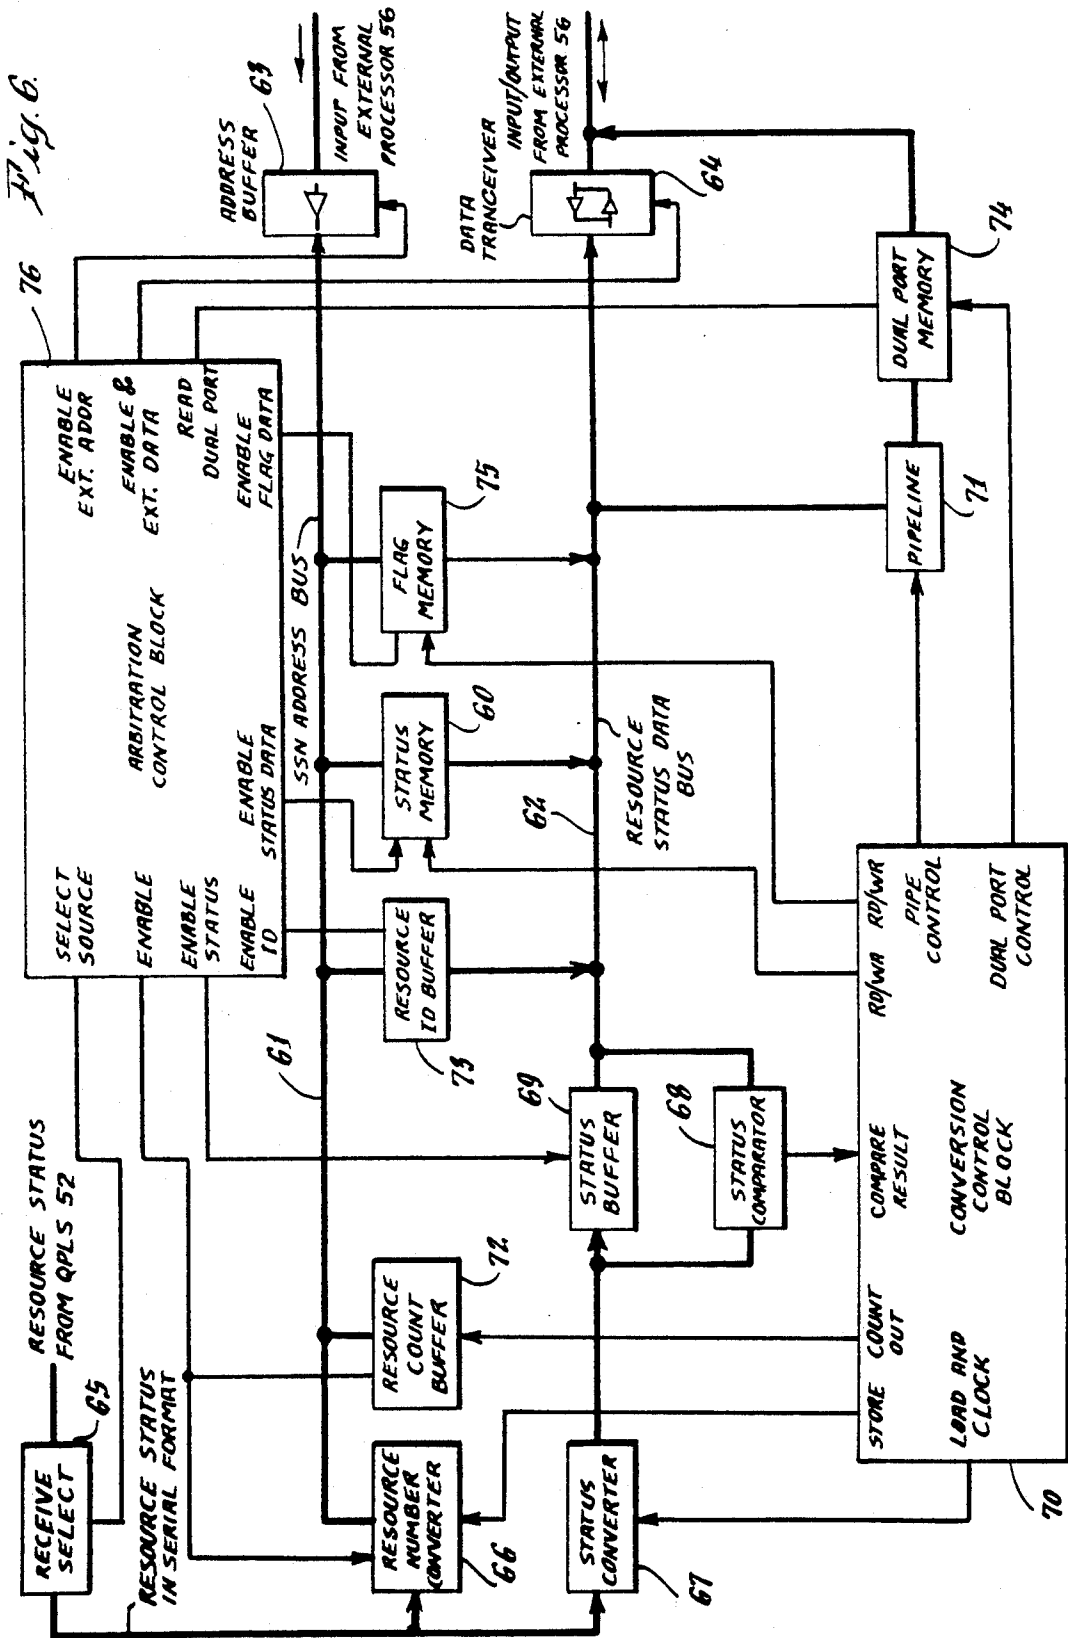 Fig. 6.
RESOURCE STATUS
FROM QPLS 52
RECEIVE
SELECT
65
RESOURCE STATUS
IN SERIAL FORMAT
76
SELECT
SOURCE
ENABLE
ENABLE
STATUS
ENABLE
ID
ENABLE
STATUS DATA
ARBITRATION
CONTROL BLOCK
ENABLE
EXT. ADDR
ENABLE &
EXT. DATA
READ
DUAL PORT
ENABLE
FLAG DATA
ADDRESS
BUFFER
63
INPUT FROM
EXTERNAL
PROCESSOR 56
61
SSN ADDRESS BUS
RESOURCE
NUMBER
CONVERTER
66
RESOURCE
COUNT
BUFFER
72
RESOURCE
ID BUFFER
73
STATUS
MEMORY
60
FLAG
MEMORY
75
DATA
TRANCEIVER
64
INPUT/OUTPUT
FROM EXTERNAL
PROCESSOR 56
STATUS
CONVERTER
67
STATUS
BUFFER
69
STATUS
COMPARATOR
68
62
RESOURCE
STATUS DATA
BUS
PIPELINE
71
DUAL PORT
MEMORY
74
STORE
COUNT
OUT
COMPARE
RESULT
RD/WA
RD/WR
PIPE
CONTROL
LOAD AND
CLOCK
CONVERSION
CONTROL
BLOCK
DUAL PORT
CONTROL
70